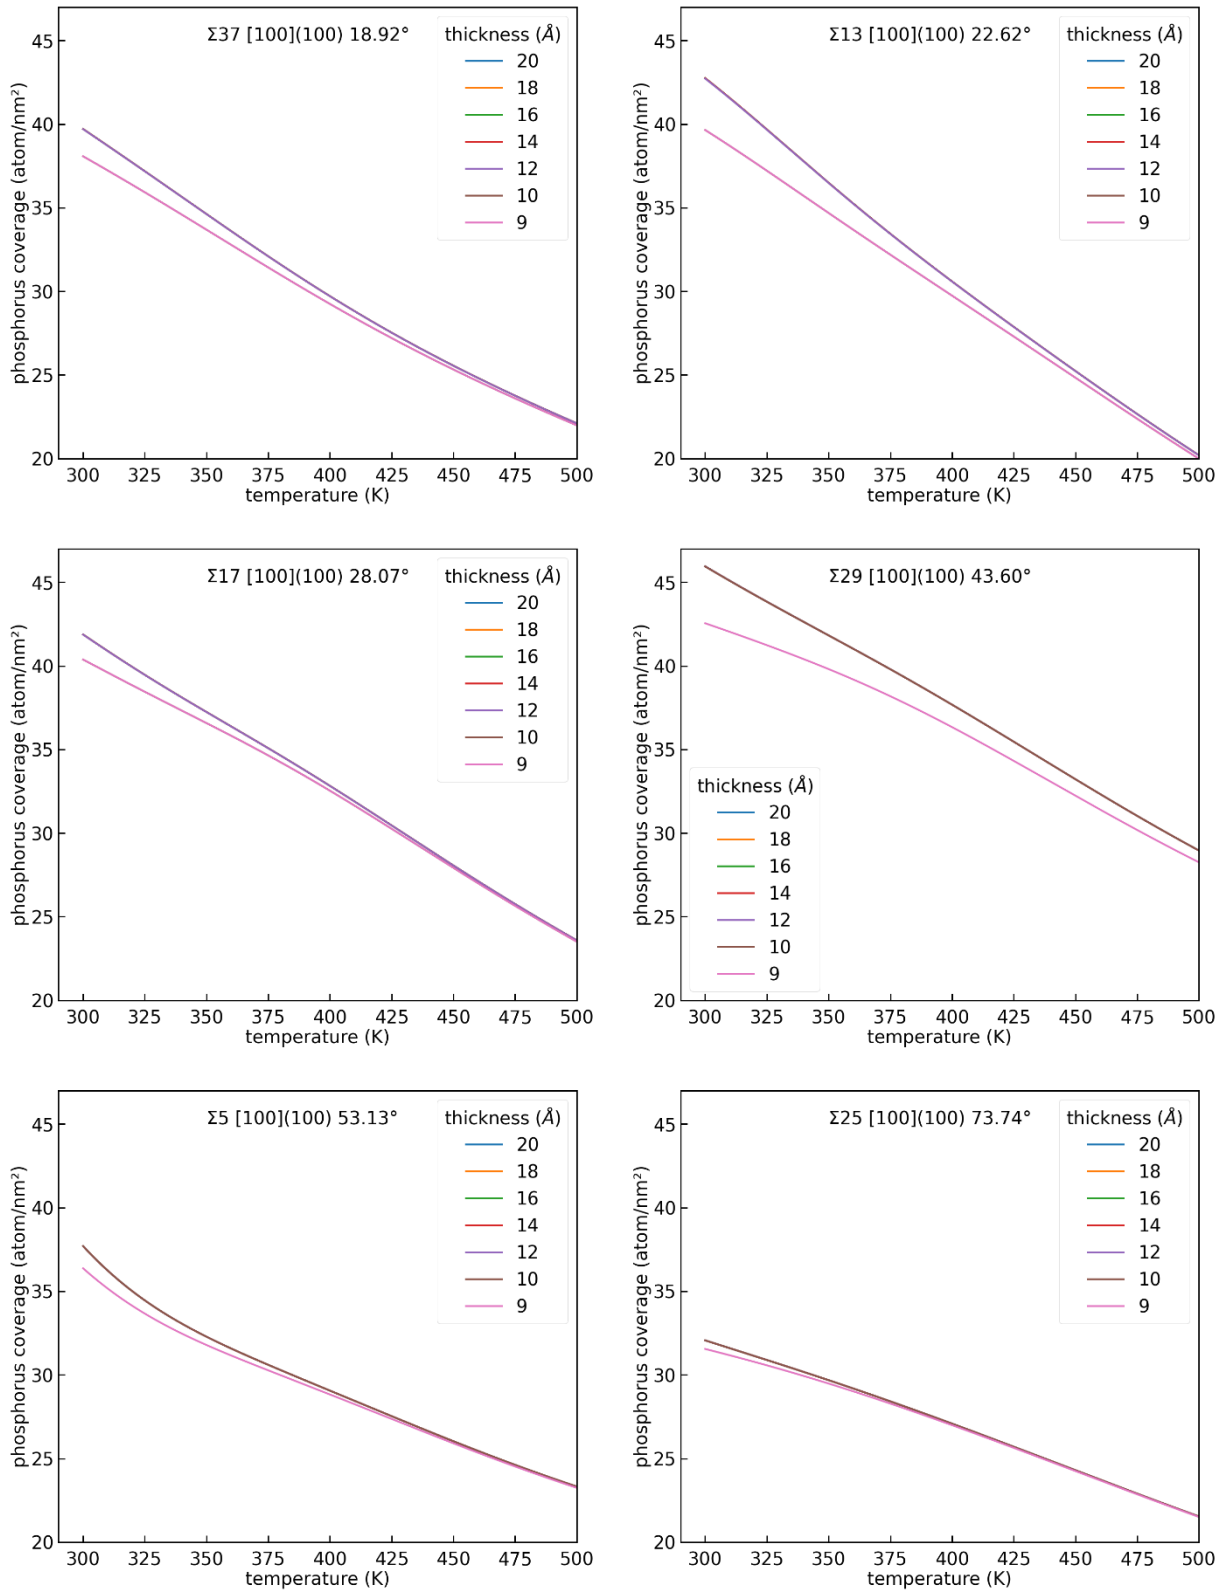 Σ37 [100](100) 18.92°
thickness (Å)
20
18
16
14
12
10
9
45
40
35
30
25
20
phosphorus coverage (atom/nm²)
300 325 350 375 400 425 450 475 500
temperature (K)
Σ13 [100](100) 22.62°
thickness (Å)
20
18
16
14
12
10
9
45
40
35
30
25
20
phosphorus coverage (atom/nm²)
300 325 350 375 400 425 450 475 500
temperature (K)
Σ17 [100](100) 28.07°
thickness (Å)
20
18
16
14
12
10
9
45
40
35
30
25
20
phosphorus coverage (atom/nm²)
300 325 350 375 400 425 450 475 500
temperature (K)
Σ29 [100](100) 43.60°
thickness (Å)
20
18
16
14
12
10
9
45
40
35
30
25
20
phosphorus coverage (atom/nm²)
300 325 350 375 400 425 450 475 500
temperature (K)
Σ5 [100](100) 53.13°
thickness (Å)
20
18
16
14
12
10
9
45
40
35
30
25
20
phosphorus coverage (atom/nm²)
300 325 350 375 400 425 450 475 500
temperature (K)
Σ25 [100](100) 73.74°
thickness (Å)
20
18
16
14
12
10
9
45
40
35
30
25
20
phosphorus coverage (atom/nm²)
300 325 350 375 400 425 450 475 500
temperature (K)